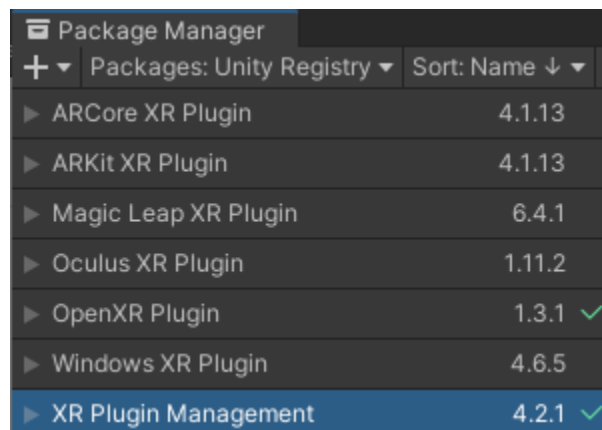 Package Manager
+ Packages: Unity Registry Sort: Name ↓
ARCore XR Plugin 4.1.13
ARKit XR Plugin 4.1.13
Magic Leap XR Plugin 6.4.1
Oculus XR Plugin 1.11.2
OpenXR Plugin 1.3.1 ✓
Windows XR Plugin 4.6.5
XR Plugin Management 4.2.1 ✓